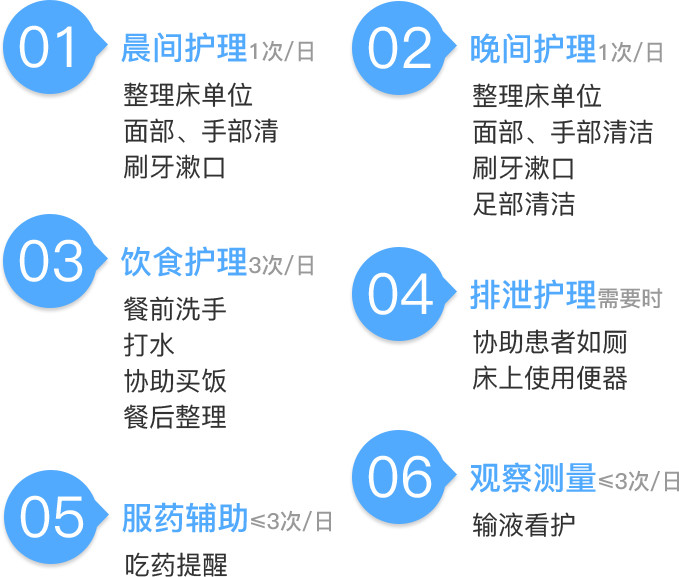 01
晨间护理1次/日
整理床单位
面部、手部清
刷牙漱口
02
晚间护理1次/日
整理床单位
面部、手部清洁
刷牙漱口
足部清洁
03
饮食护理3次/日
餐前洗手
打水
协助买饭
餐后整理
04
排泄护理需要时
协助患者如厕
床上使用便器
05
服药辅助≤3次/日
吃药提醒
06
观察测量≤3次/日
输液看护